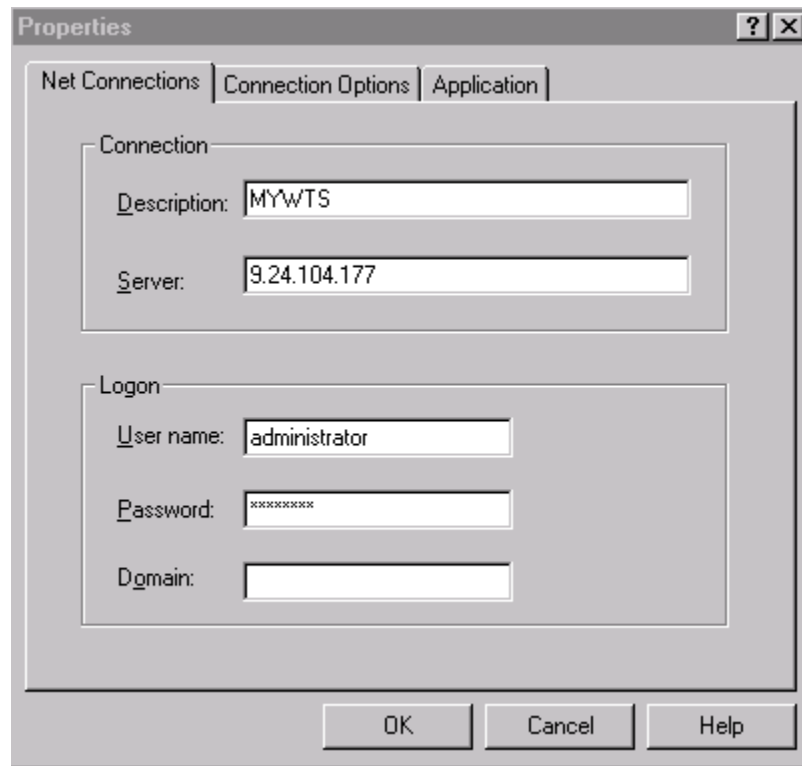 Properties
Net Connections Connection Options Application
Connection
Description: MYWTS
Server: 9.24.104.177
Logon
User name: administrator
Password: ********
Domain:
OK Cancel Help